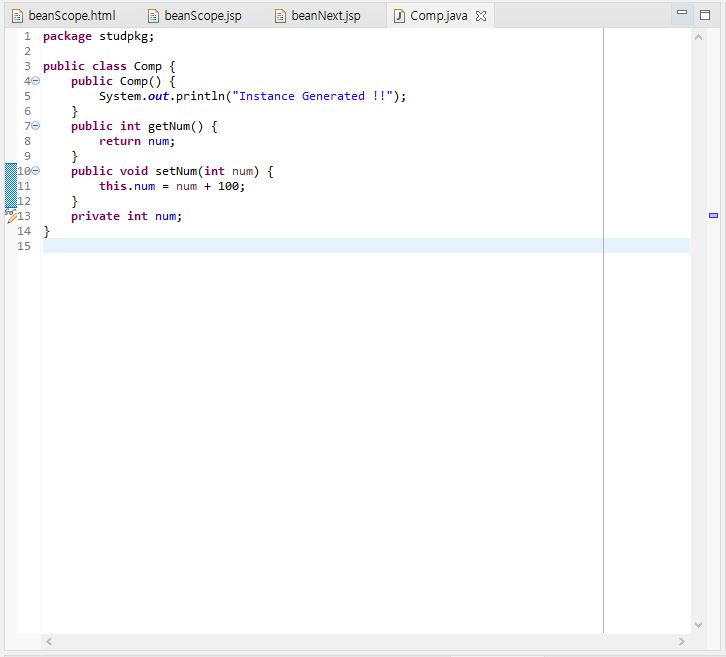 beanScope.html beanScope.jsp beanNext.jsp Comp.java
1 package studpkg;
2
3 public class Comp {
4 public Comp() {
5 System.out.println("Instance Generated !!");
6 }
7 public int getNum() {
8 return num;
9 }
10 public void setNum(int num) {
11 this.num = num + 100;
12 }
13 private int num;
14 }
15